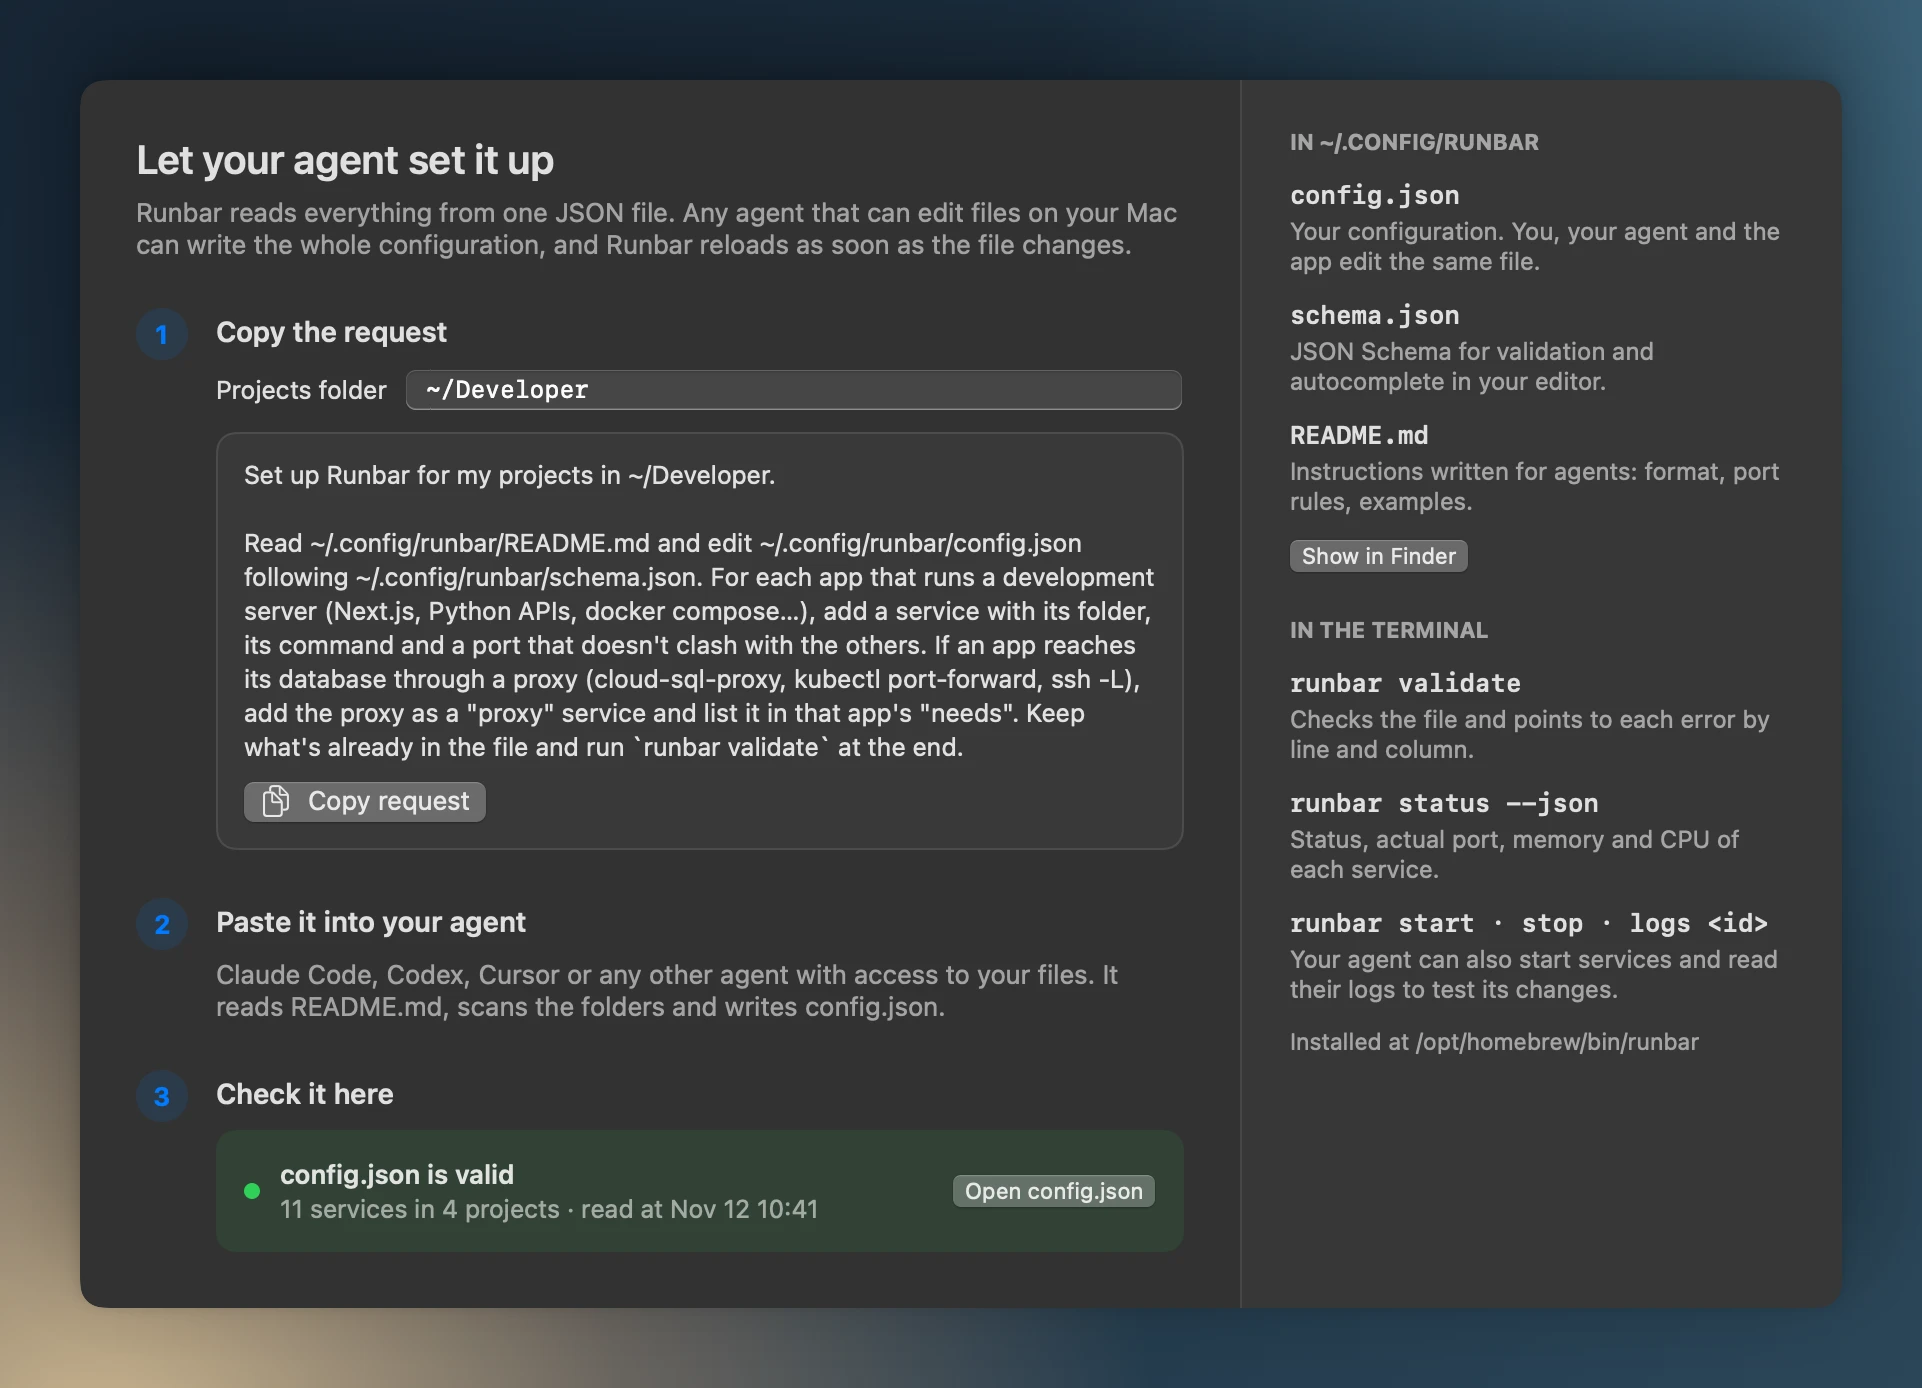 Let your agent set it up
Runbar reads everything from one JSON file. Any agent that can edit files on your Mac
can write the whole configuration, and Runbar reloads as soon as the file changes.
1
Copy the request
Projects folder
~/Developer
Set up Runbar for my projects in ~/Developer.
Read ~/.config/runbar/README.md and edit ~/.config/runbar/config.json
following ~/.config/runbar/schema.json. For each app that runs a development
server (Next.js, Python APIs, docker compose...), add a service with its folder,
its command and a port that doesn't clash with the others. If an app reaches
its database through a proxy (cloud-sql-proxy, kubectl port-forward, ssh -L),
add the proxy as a "proxy" service and list it in that app's "needs". Keep
what's already in the file and run `runbar validate` at the end.
Copy request
2
Paste it into your agent
Claude Code, Codex, Cursor or any other agent with access to your files. It
reads README.md, scans the folders and writes config.json.
3
Check it here
config.json is valid
11 services in 4 projects · read at Nov 12 10:41
Open config.json
IN ~/.CONFIG/RUNBAR
config.json
Your configuration. You, your agent and the
app edit the same file.
schema.json
JSON Schema for validation and
autocomplete in your editor.
README.md
Instructions written for agents: format, port
rules, examples.
Show in Finder
IN THE TERMINAL
runbar validate
Checks the file and points to each error by
line and column.
runbar status --json
Status, actual port, memory and CPU of
each service.
runbar start · stop · logs <id>
Your agent can also start services and read
their logs to test its changes.
Installed at /opt/homebrew/bin/runbar